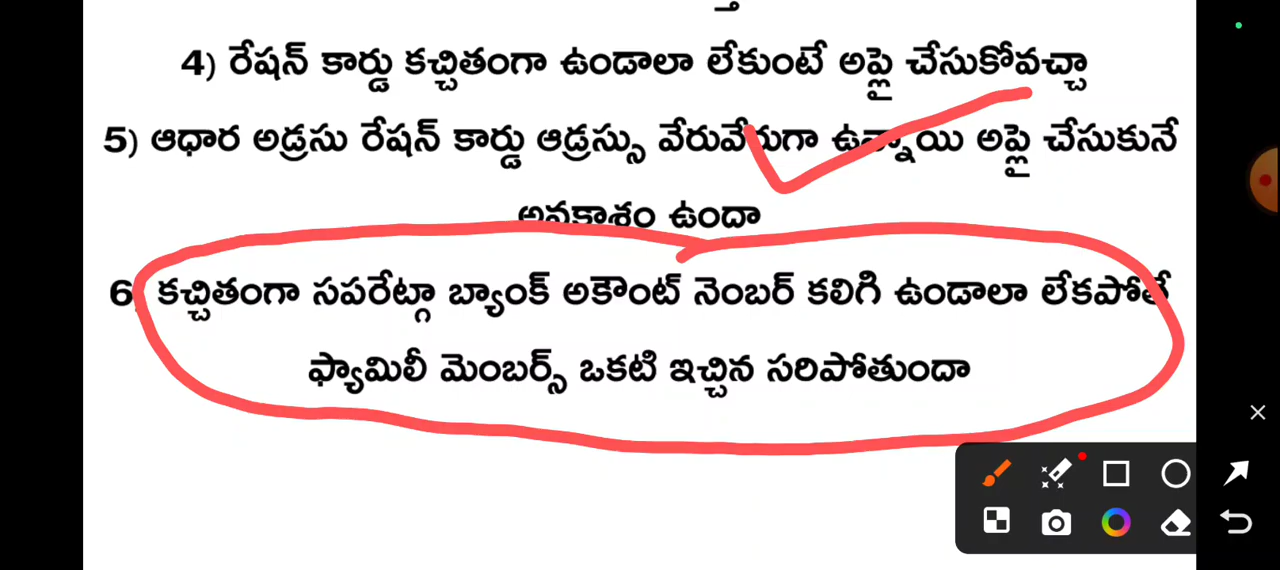 4) రేషన్ కార్డు కచ్చితంగా ఉండాలా లేకుంటే అప్లై చేసుకోవచ్చా
5) ఆధార అడ్రసు రేషన్ కార్డు ఆడ్రస్సు వేరువేరుగా ఉన్నాయి అప్లై చేసుకునే
అవకాశం ఉందా
6 కచ్చితంగా సపరేట్గా బ్యాంక్ అకౌంట్ నెంబర్ కలిగి ఉండాలా లేకపోతే
ఫ్యామిలీ మెంబర్స్ ఒకటి ఇచ్చిన సరిపోతుందా